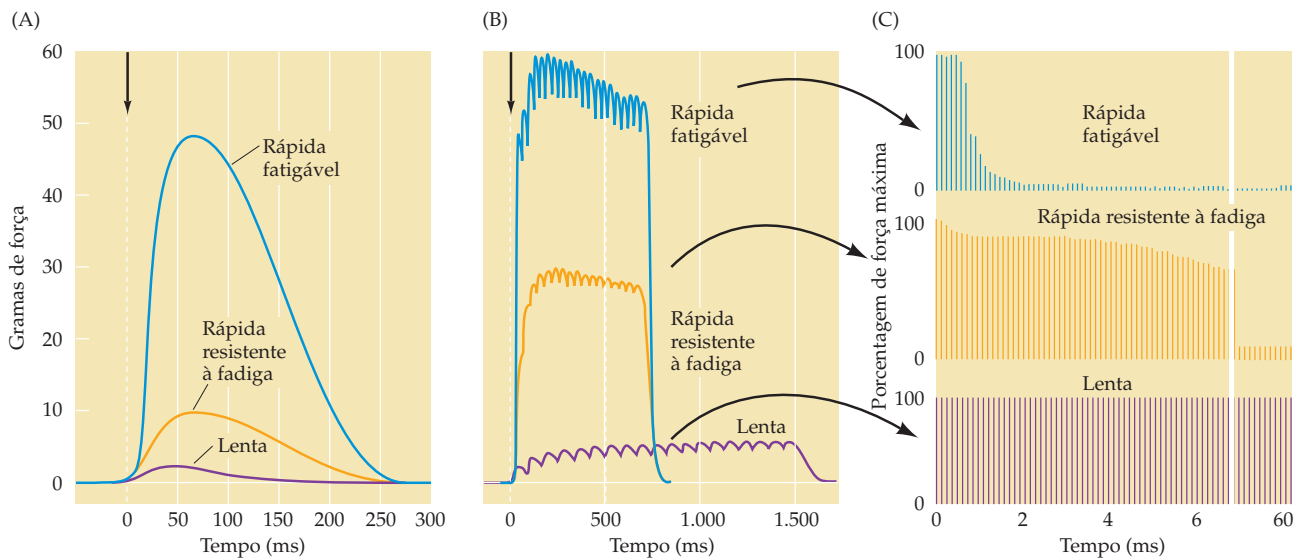 (A)
60
50
40
30
20
10
0
Gramas de força
Rápida
fatigável
Rápida
resistente
à fadiga
Lenta
0
50
100
150
200
250
300
Tempo (ms)
(B)
Rápida
fatigável
Rápida
resistente
à fadiga
Lenta
0
500
1.000
1.500
Tempo (ms)
(C)
Porcentagem de força máxima
100
Rápida
fatigável
0
100
Rápida resistente à fadiga
0
Lenta
100
0
0
2
4
6
60
Tempo (ms)